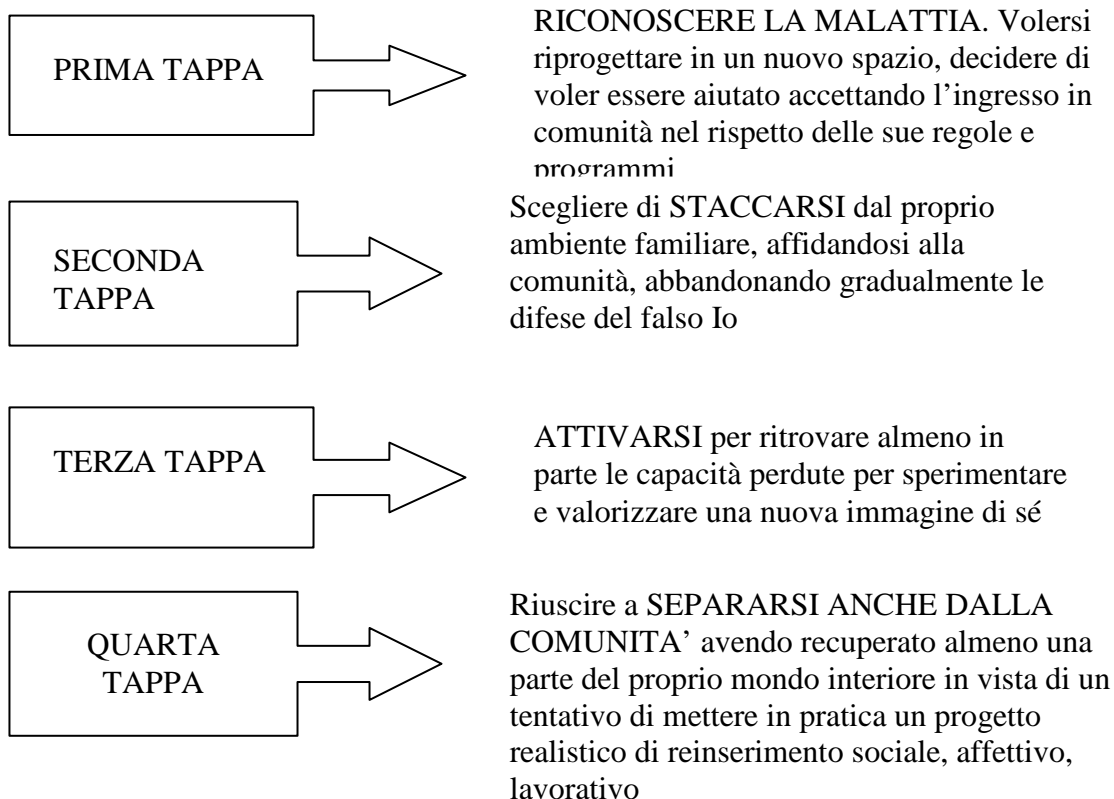 PRIMA TAPPA
RICONOSCERE LA MALATTIA. Volersi
riprogettare in un nuovo spazio, decidere di
voler essere aiutato accettando l’ingresso in
comunità nel rispetto delle sue regole e
programmi
SECONDA
TAPPA
Scegliere di STACCARSI dal proprio
ambiente familiare, affidandosi alla
comunità, abbandonando gradualmente le
difese del falso Io
TERZA TAPPA
ATTIVARSI per ritrovare almeno in
parte le capacità perdute per sperimentare
e valorizzare una nuova immagine di sé
QUARTA
TAPPA
Riuscire a SEPARARSI ANCHE DALLA
COMUNITA’ avendo recuperato almeno una
parte del proprio mondo interiore in vista di un
tentativo di mettere in pratica un progetto
realistico di reinserimento sociale, affettivo,
lavorativo